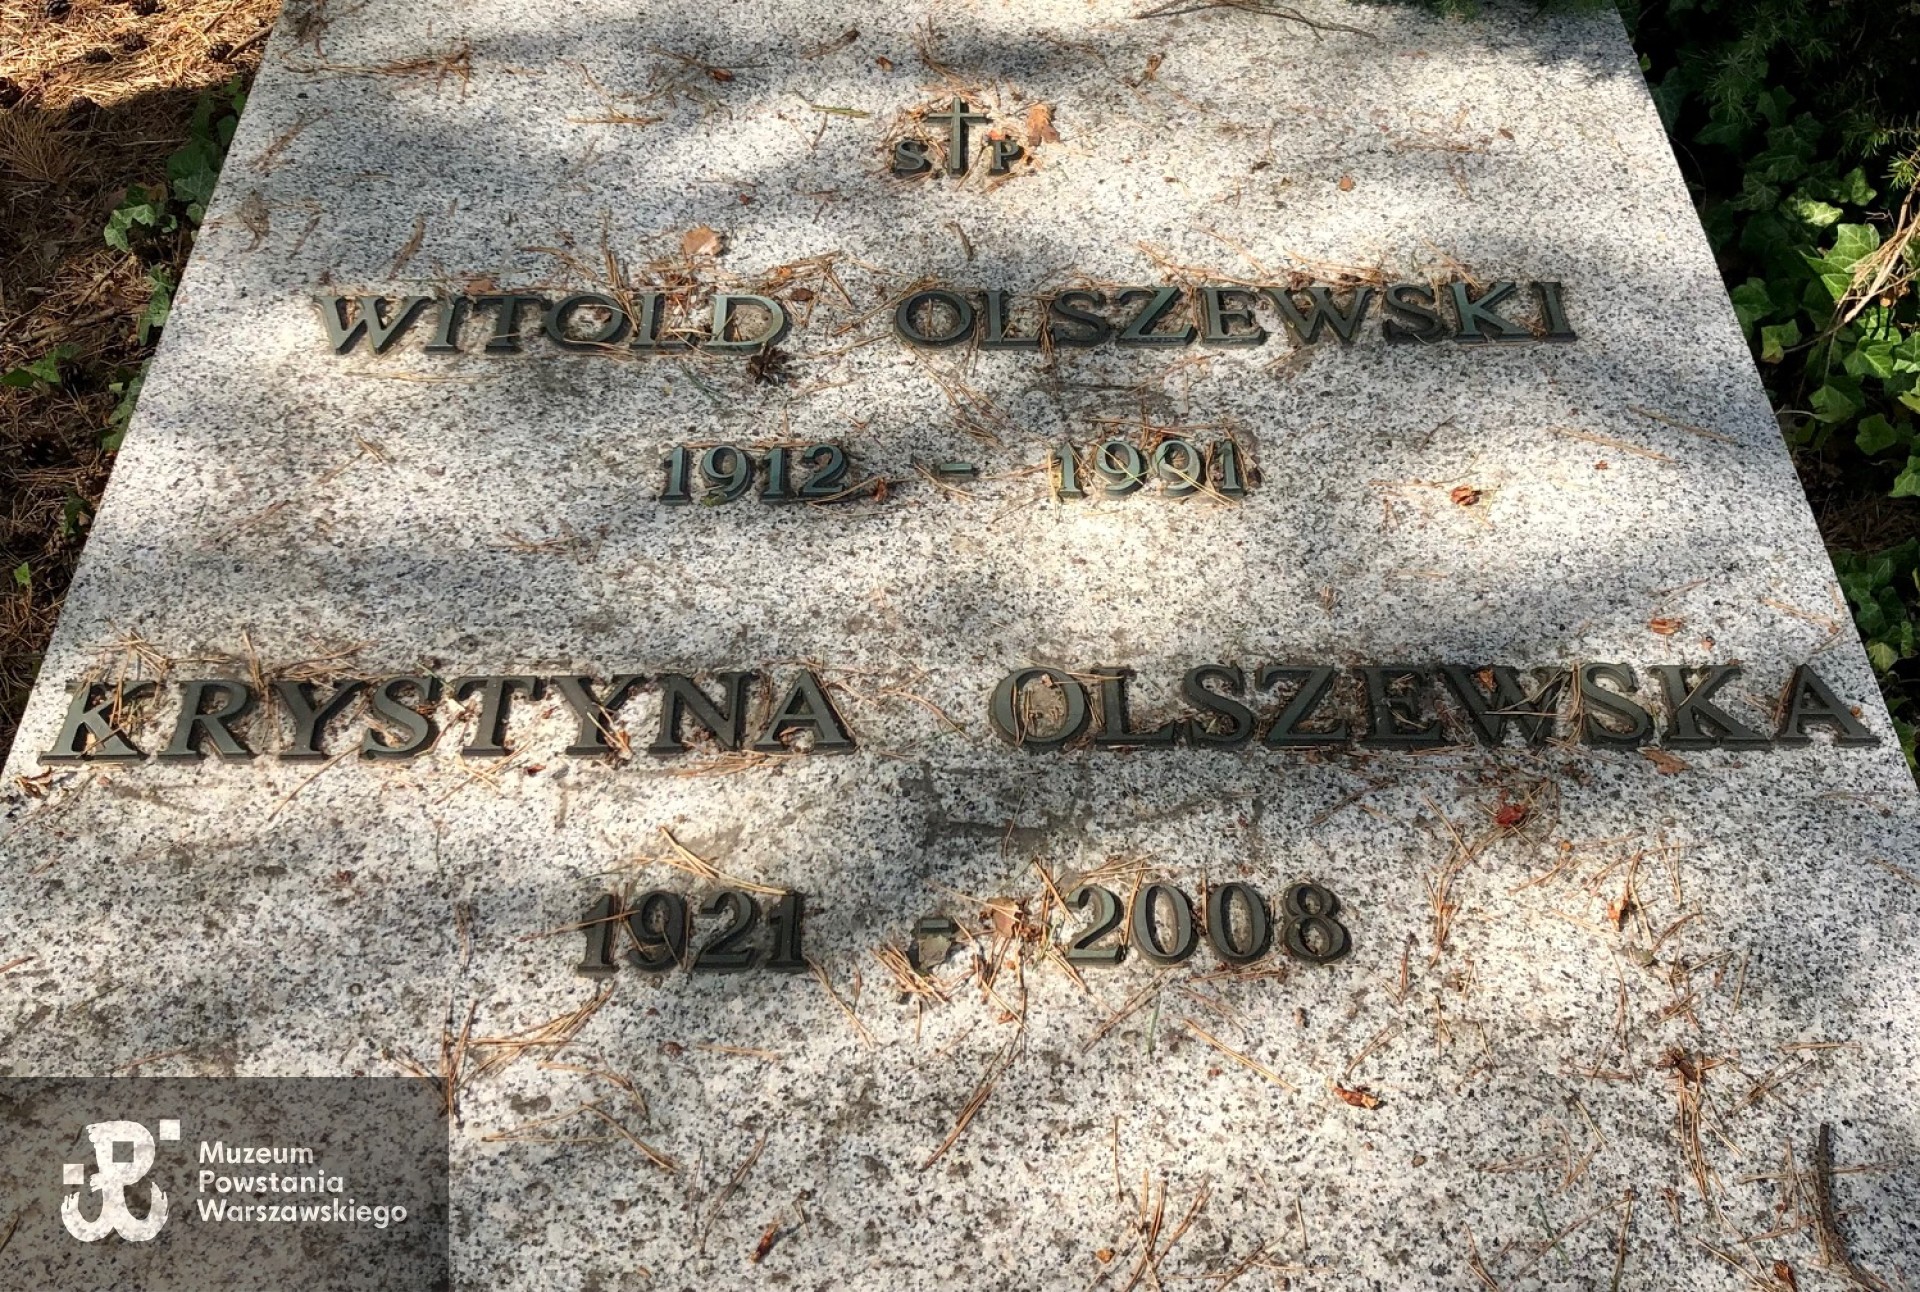 S P
WITOLD OLSZEWSKI
1912 - 1991
KRYSTYNA OLSZEWSKA
1921 - 2008
Muzeum
Powstania
Warszawskiego